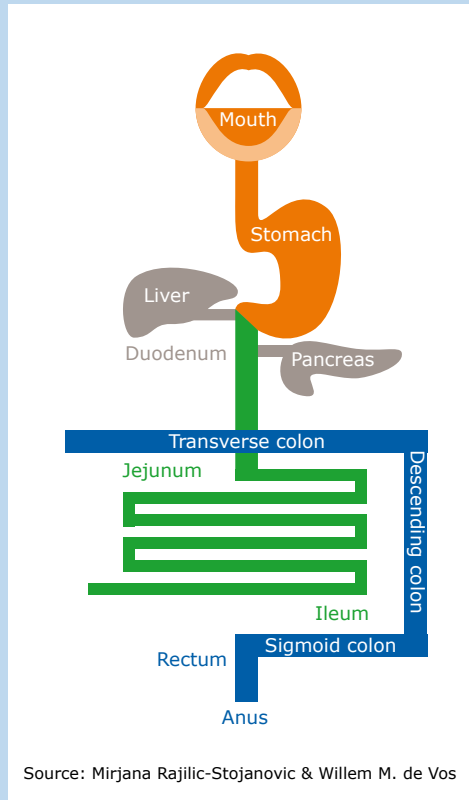 Mouth
Stomach
Liver
Duodenum
Pancreas
Transverse colon
Jejunum
Descending colon
Ileum
Sigmoid colon
Rectum
Anus
Source: Mirjana Rajilic-Stojanovic & Willem M. de Vos